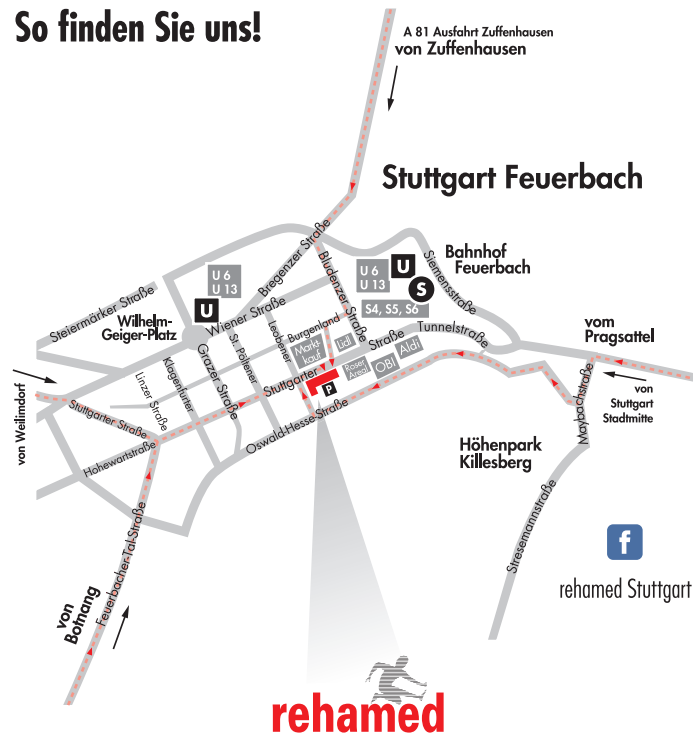 So finden Sie uns!
A 81 Ausfahrt Zuffenhausen
von Zuffenhausen
Stuttgart Feuerbach
Bregenzer Straße
Bludenzer Straße
U 6
U 13
U
U 6
U 13
U
S
S4, S5, S6
Siemensstraße
Bahnhof
Feuerbach
Steiermärker Straße
Wilhelm-
Geiger-Platz
Wiener Straße
Burgenland
Leobener
St. Pöltener
Grazer Straße
Klagenfurter
Linzer Straße
Markt-
kauf
Lidl
Stuttgarter
Straße
Tunnelstraße
Roser
Areal
OBI
Aldi
P
vom
Pragsattel
von
Stuttgart
Stadtmitte
Maybachstraße
von Weilimdorf
Stuttgarter Straße
Hohewartstraße
Oswald-Hesse-Straße
Höhenpark
Killesberg
Stresemannstraße
Feuerbacher-Tal-Straße
von
Botnang
f
rehamed Stuttgart
rehamed